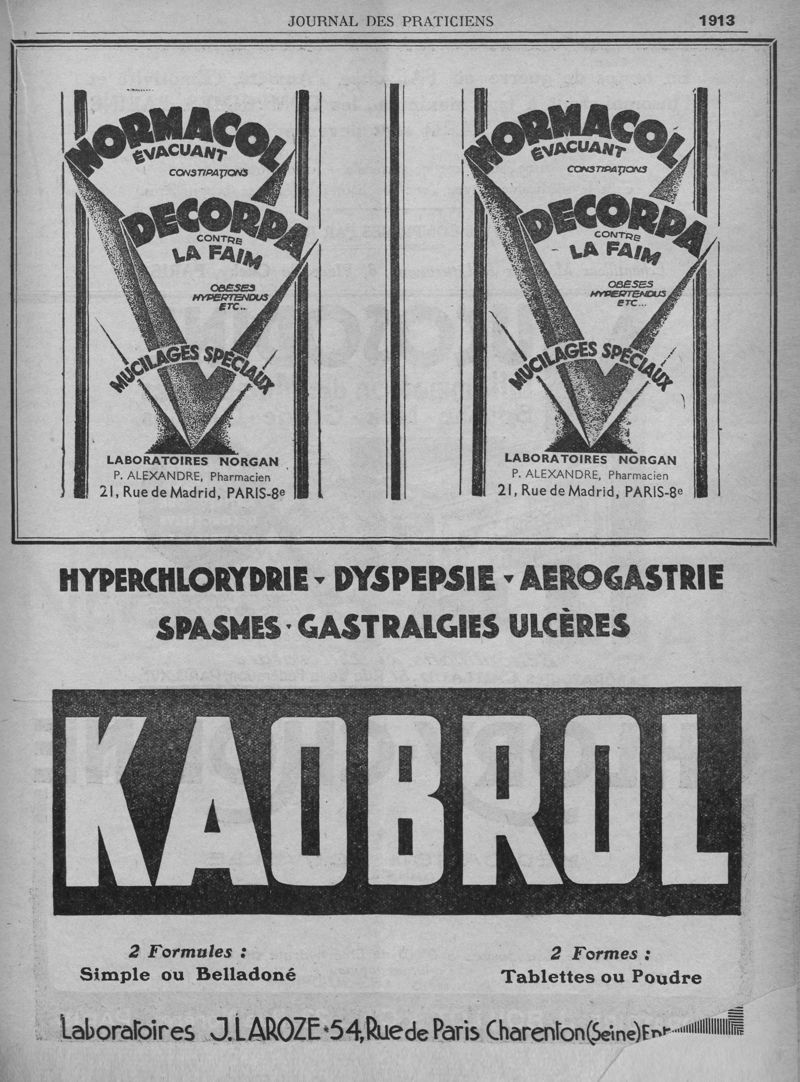 JOURNAL DES PRATICIENS 1913
NORMACOL
ÉVACUANT
CONSTIPATIONS
DECORPA
CONTRE
LA FAIM
OBÈSES
HYPERTENDUS
ETC...
MUCILAGES SPÉCIAUX
LABORATOIRES NORGAN
P. ALEXANDRE, Pharmacien
21, Rue de Madrid, PARIS-8e
NORMACOL
ÉVACUANT
CONSTIPATIONS
DECORPA
CONTRE
LA FAIM
OBÈSES
HYPERTENDUS
ETC...
MUCILAGES SPÉCIAUX
LABORATOIRES NORGAN
P. ALEXANDRE, Pharmacien
21, Rue de Madrid, PARIS-8e
HYPERCHLORYDRIE - DYSPEPSIE - AEROGASTRIE
SPASMES · GASTRALGIES ULCÈRES
KAOBROL
2 Formules :
Simple ou Belladoné
2 Formes :
Tablettes ou Poudre
Laboratoires J. LAROZE · 54, Rue de Paris Charenton (Seine)